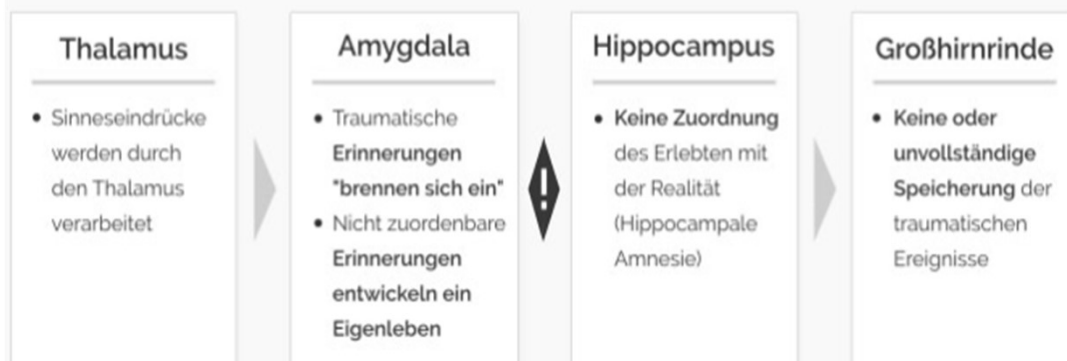 Thalamus
• Sinneseindrücke
werden durch
den Thalamus
verarbeitet
Amygdala
• Traumatische
Erinnerungen
"brennen sich ein"
• Nicht zuordenbare
Erinnerungen
entwickeln ein
Eigenleben
!
Hippocampus
• Keine Zuordnung
des Erlebten mit
der Realität
(Hippocampale
Amnesie)
Großhirnrinde
• Keine oder
unvollständige
Speicherung der
traumatischen
Ereignisse